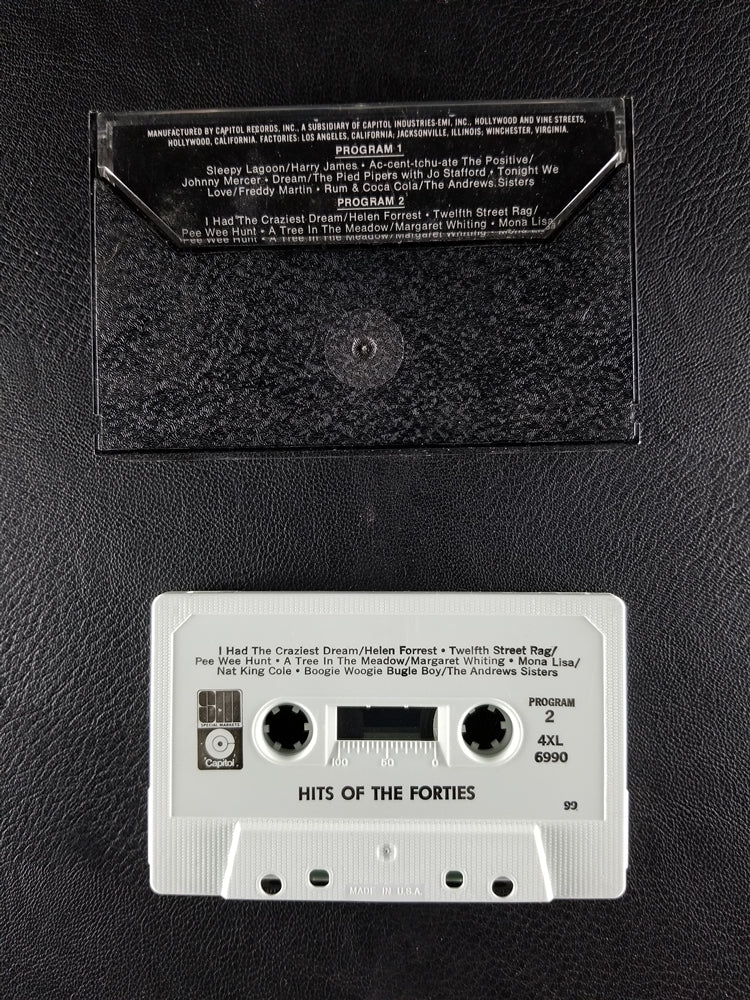 MANUFACTURED BY CAPITOL RECORDS, INC., A SUBSIDIARY OF CAPITOL INDUSTRIES-EMI, INC., HOLLYWOOD AND VINE STREETS,
HOLLYWOOD, CALIFORNIA. FACTORIES: LOS ANGELES, CALIFORNIA; JACKSONVILLE, ILLINOIS; WINCHESTER, VIRGINIA.
PROGRAM 1
Sleepy Lagoon/Harry James • Ac-cent-tchu-ate The Positive/
Johnny Mercer • Dream/The Pied Pipers with Jo Stafford • Tonight We
Love/Freddy Martin • Rum & Coca Cola/The Andrews Sisters
PROGRAM 2
I Had The Craziest Dream/Helen Forrest • Twelfth Street Rag/
Pee Wee Hunt • A Tree In The Meadow/Margaret Whiting • Mona Lisa
I Had The Craziest Dream/Helen Forrest • Twelfth Street Rag/
Pee Wee Hunt • A Tree In The Meadow/Margaret Whiting • Mona Lisa/
Nat King Cole • Boogie Woogie Bugle Boy/The Andrews Sisters
SPECIAL MARKETS
Capitol
PROGRAM
2
4XL
6990
100 50 0
HITS OF THE FORTIES
99
MADE IN U.S.A.